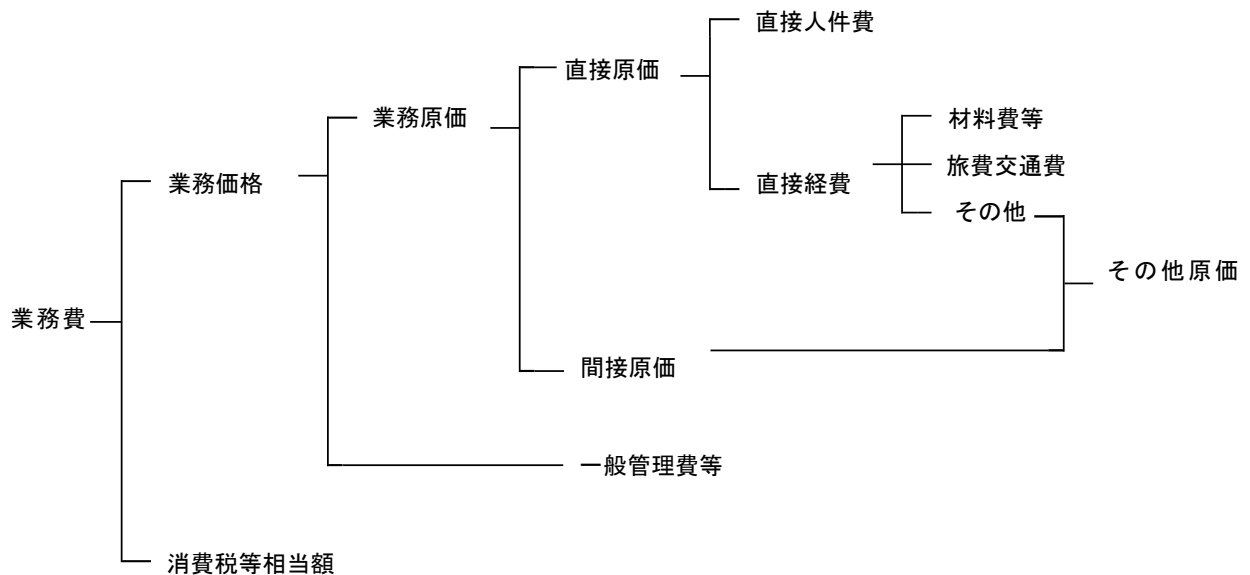 直接人件費
直接原価
業務原価
材料費等
旅費交通費
業務価格
直接経費
その他
その他原価
業務費
間接原価
一般管理費等
消費税等相当額